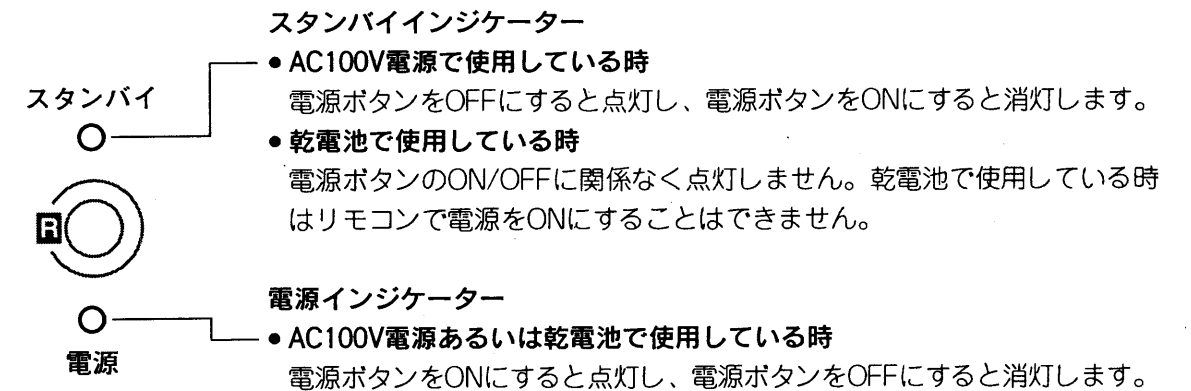 スタンバイインジケーター
● AC100V電源で使用している時
スタンバイ
電源ボタンをOFFにすると点灯し、電源ボタンをONにすると消灯します。
● 乾電池で使用している時
電源ボタンのON/OFFに関係なく点灯しません。乾電池で使用している時
はリモコンで電源をONにすることはできません。
R
電源インジケーター
● AC100V電源あるいは乾電池で使用している時
電源
電源ボタンをONにすると点灯し、電源ボタンをOFFにすると消灯します。